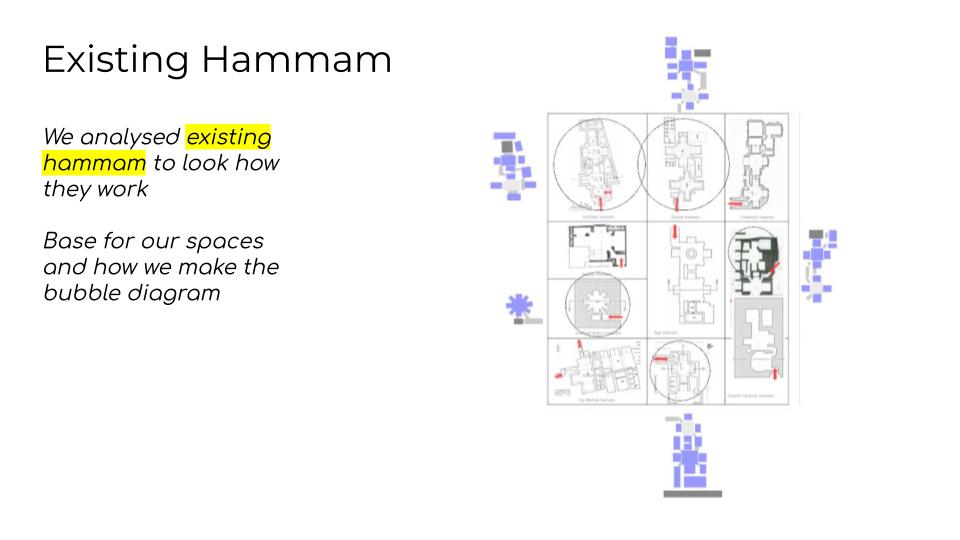 Existing Hammam
We analysed existing
hammam to look how
they work
Base for our spaces
and how we make the
bubble diagram